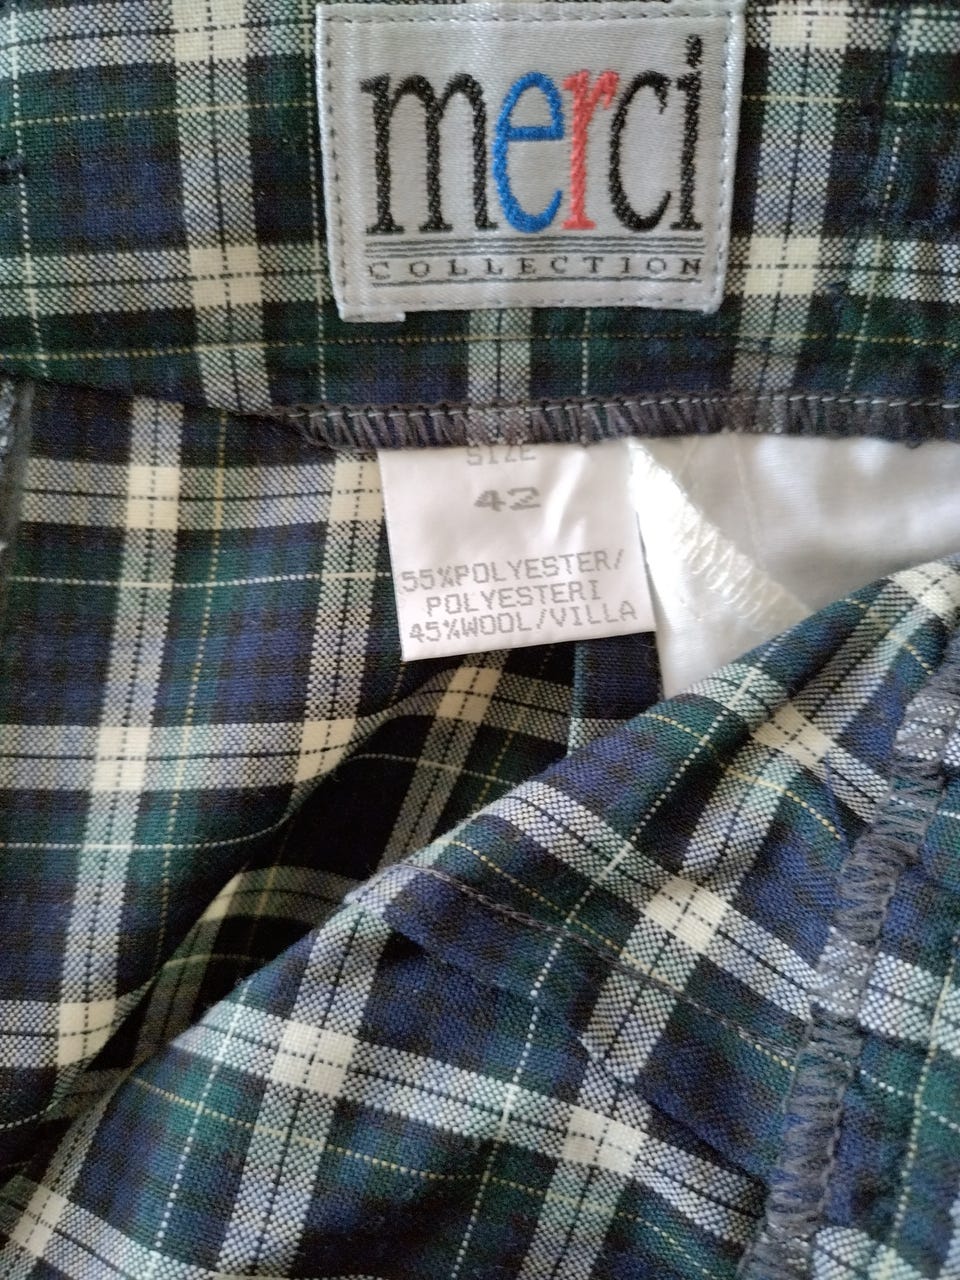 merci
COLLECTION
SIZE
42
55%POLYESTER/
POLYESTERI
45%WOOL/VILLA